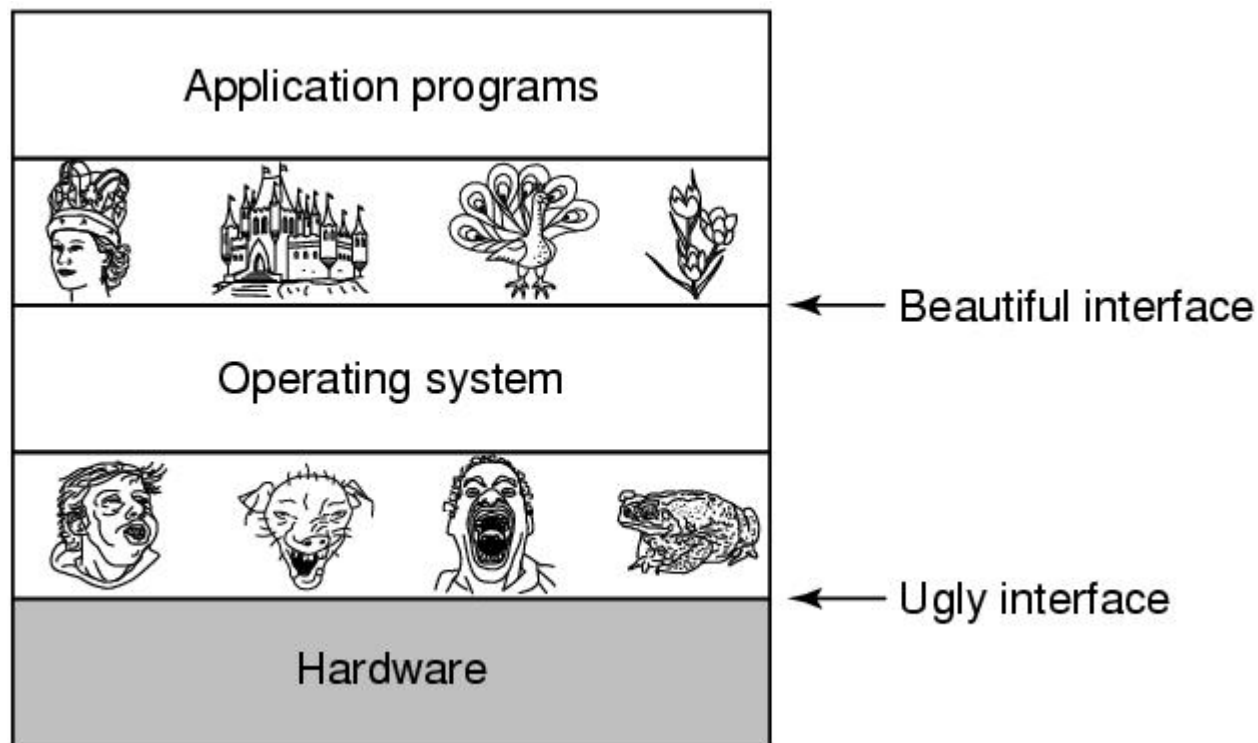 Application programs
Beautiful interface
Operating system
Ugly interface
Hardware